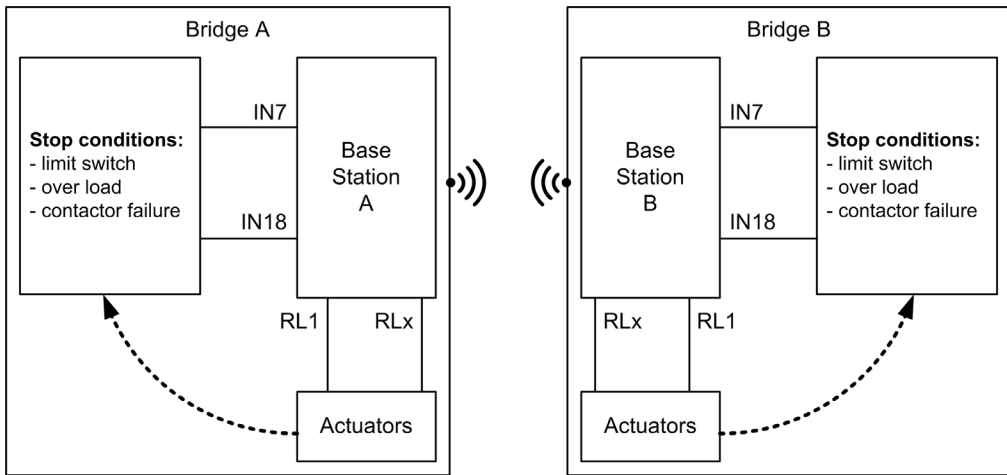 Bridge A
IN7
Stop conditions:
- limit switch
- over load
- contactor failure
Base
Station
A
IN18
RL1
RLx
Actuators
Bridge B
Base
Station
B
IN7
Stop conditions:
- limit switch
- over load
- contactor failure
IN18
RLx
RL1
Actuators